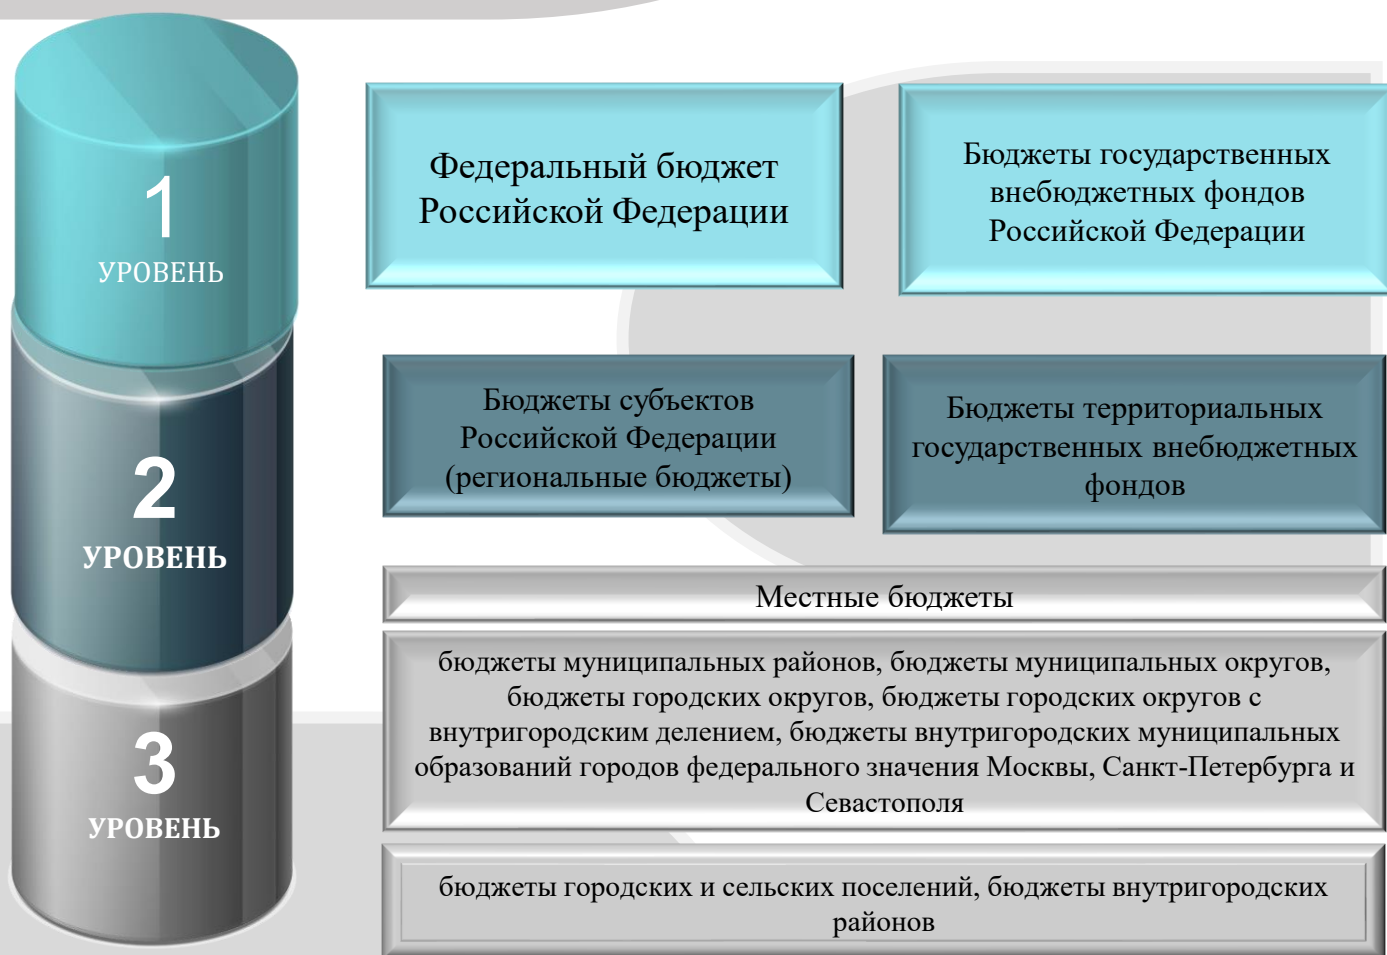 1
УРОВЕНЬ
Федеральный бюджет
Российской Федерации
Бюджеты государственных
внебюджетных фондов
Российской Федерации
2
УРОВЕНЬ
Бюджеты субъектов
Российской Федерации
(региональные бюджеты)
Бюджеты территориальных
государственных внебюджетных
фондов
3
УРОВЕНЬ
Местные бюджеты
бюджеты муниципальных районов, бюджеты муниципальных округов,
бюджеты городских округов, бюджеты городских округов с
внутригородским делением, бюджеты внутригородских муниципальных
образований городов федерального значения Москвы, Санкт-Петербурга и
Севастополя
бюджеты городских и сельских поселений, бюджеты внутригородских
районов